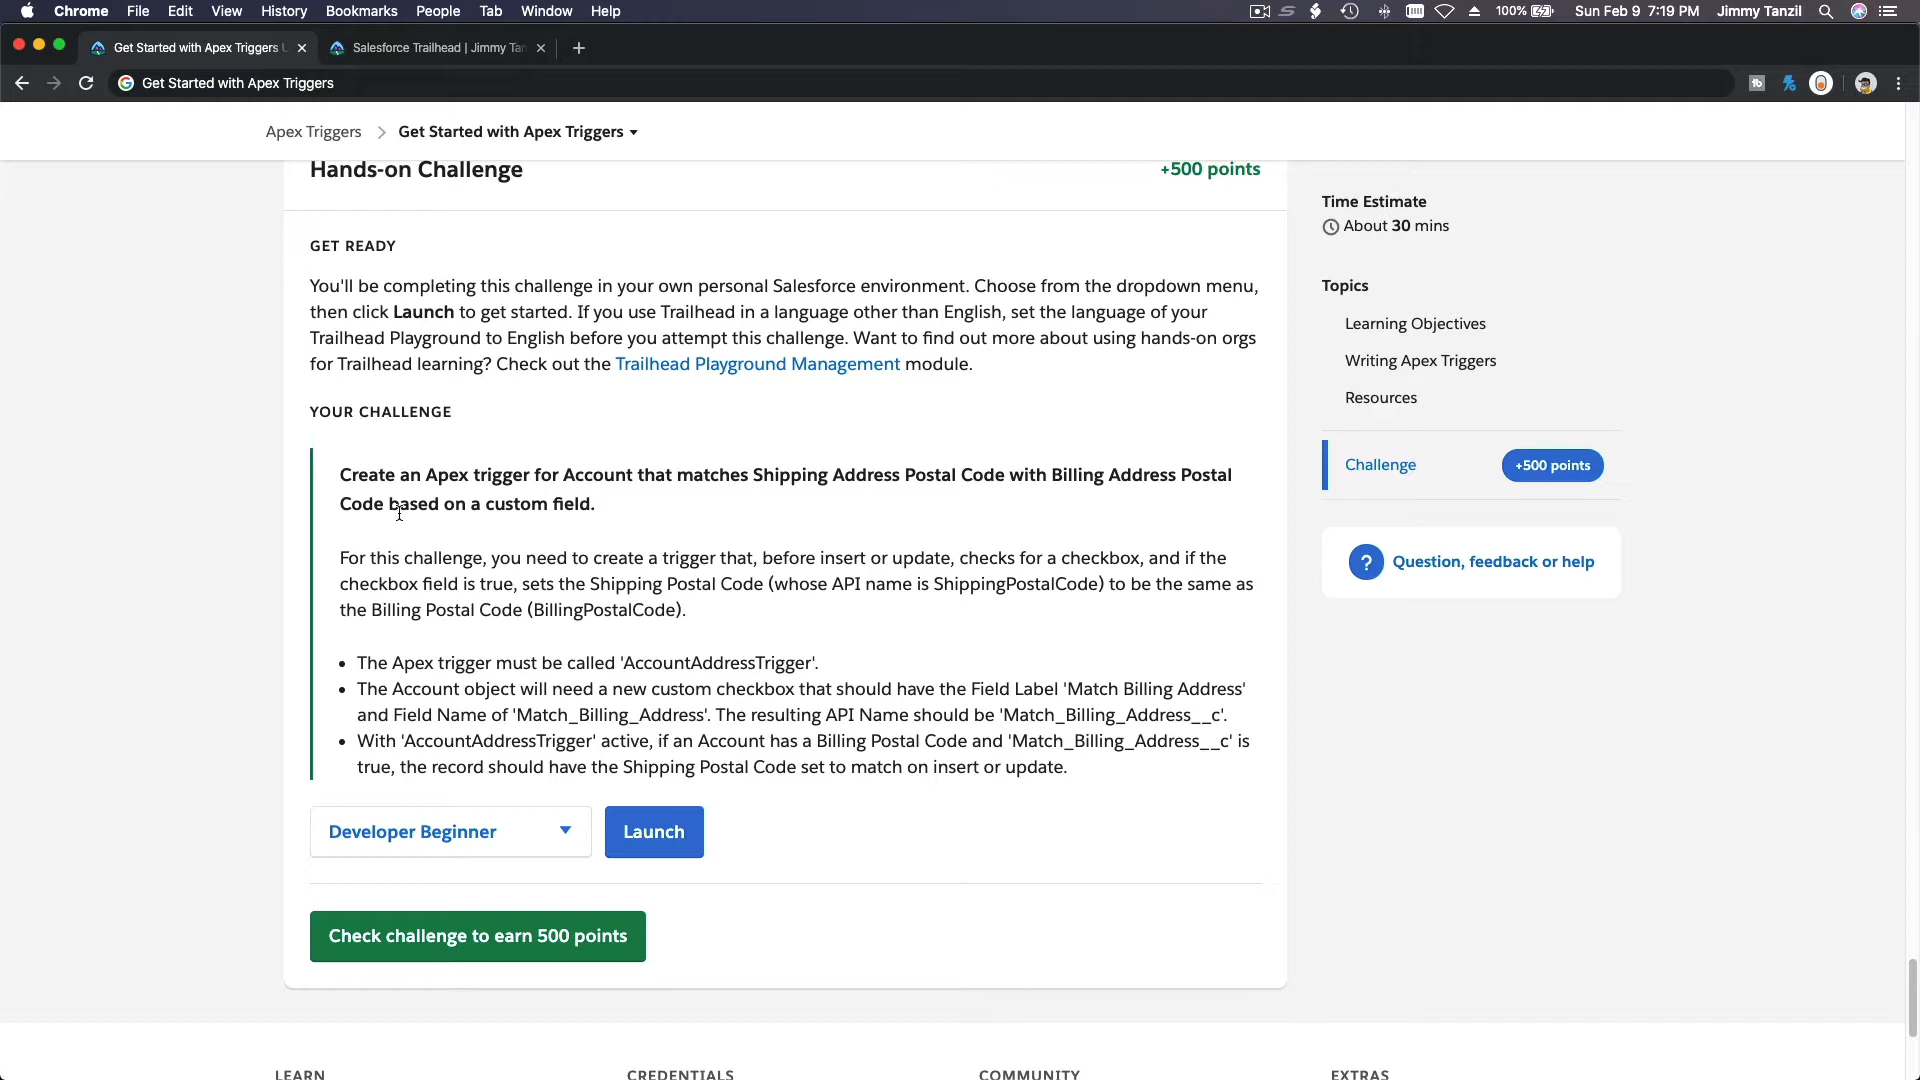 Chrome File Edit View History Bookmarks People Tab Window Help 100% Sun Feb 9 7:19 PM Jimmy Tanzil
Get Started with Apex Triggers Salesforce Trailhead | Jimmy Tan
Get Started with Apex Triggers
Apex Triggers Get Started with Apex Triggers
Hands-on Challenge +500 points
GET READY
You'll be completing this challenge in your own personal Salesforce environment. Choose from the dropdown menu,
then click Launch to get started. If you use Trailhead in a language other than English, set the language of your
Trailhead Playground to English before you attempt this challenge. Want to find out more about using hands-on orgs
for Trailhead learning? Check out the Trailhead Playground Management module.
YOUR CHALLENGE
Create an Apex trigger for Account that matches Shipping Address Postal Code with Billing Address Postal
Code based on a custom field.
For this challenge, you need to create a trigger that, before insert or update, checks for a checkbox, and if the
checkbox field is true, sets the Shipping Postal Code (whose API name is ShippingPostalCode) to be the same as
the Billing Postal Code (BillingPostalCode).
• The Apex trigger must be called 'AccountAddressTrigger'.
• The Account object will need a new custom checkbox that should have the Field Label 'Match Billing Address'
and Field Name of 'Match_Billing_Address'. The resulting API Name should be 'Match_Billing_Address__c'.
• With 'AccountAddressTrigger' active, if an Account has a Billing Postal Code and 'Match_Billing_Address__c' is
true, the record should have the Shipping Postal Code set to match on insert or update.
Developer Beginner Launch
Check challenge to earn 500 points
Time Estimate
About 30 mins
Topics
Learning Objectives
Writing Apex Triggers
Resources
Challenge +500 points
? Question, feedback or help
LEARN CREDENTIALS COMMUNITY EXTRAS